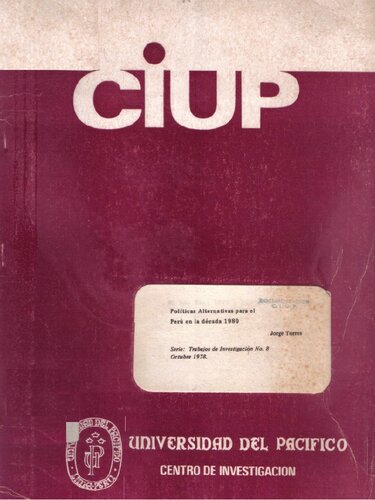 CIUP
Políticas Alternativas para el
Perú en la década 1980
Jorge Torres
Serie: Trabajos de Investigación No. 8
Octubre 1978.
UNIVERSIDAD DEL PACIFICO
CENTRO DE INVESTIGACION